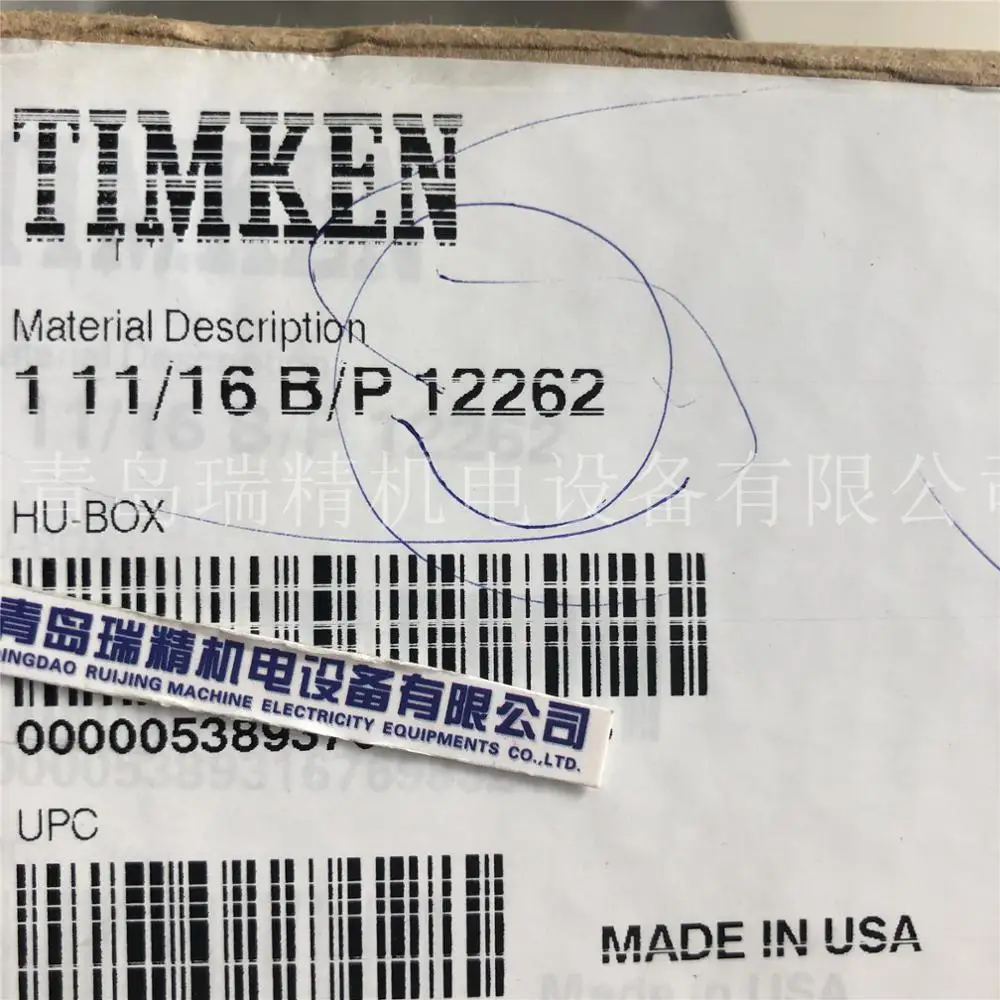 TIMKEN
Material Description
1 11/16 B/P 12262
青岛瑞精机电设备有限公司
HU-BOX
青岛瑞精机电设备有限公司
QINGDAO RUIJING MACHINE ELECTRICITY EQUIPMENTS CO.,LTD.
UPC
MADE IN USA